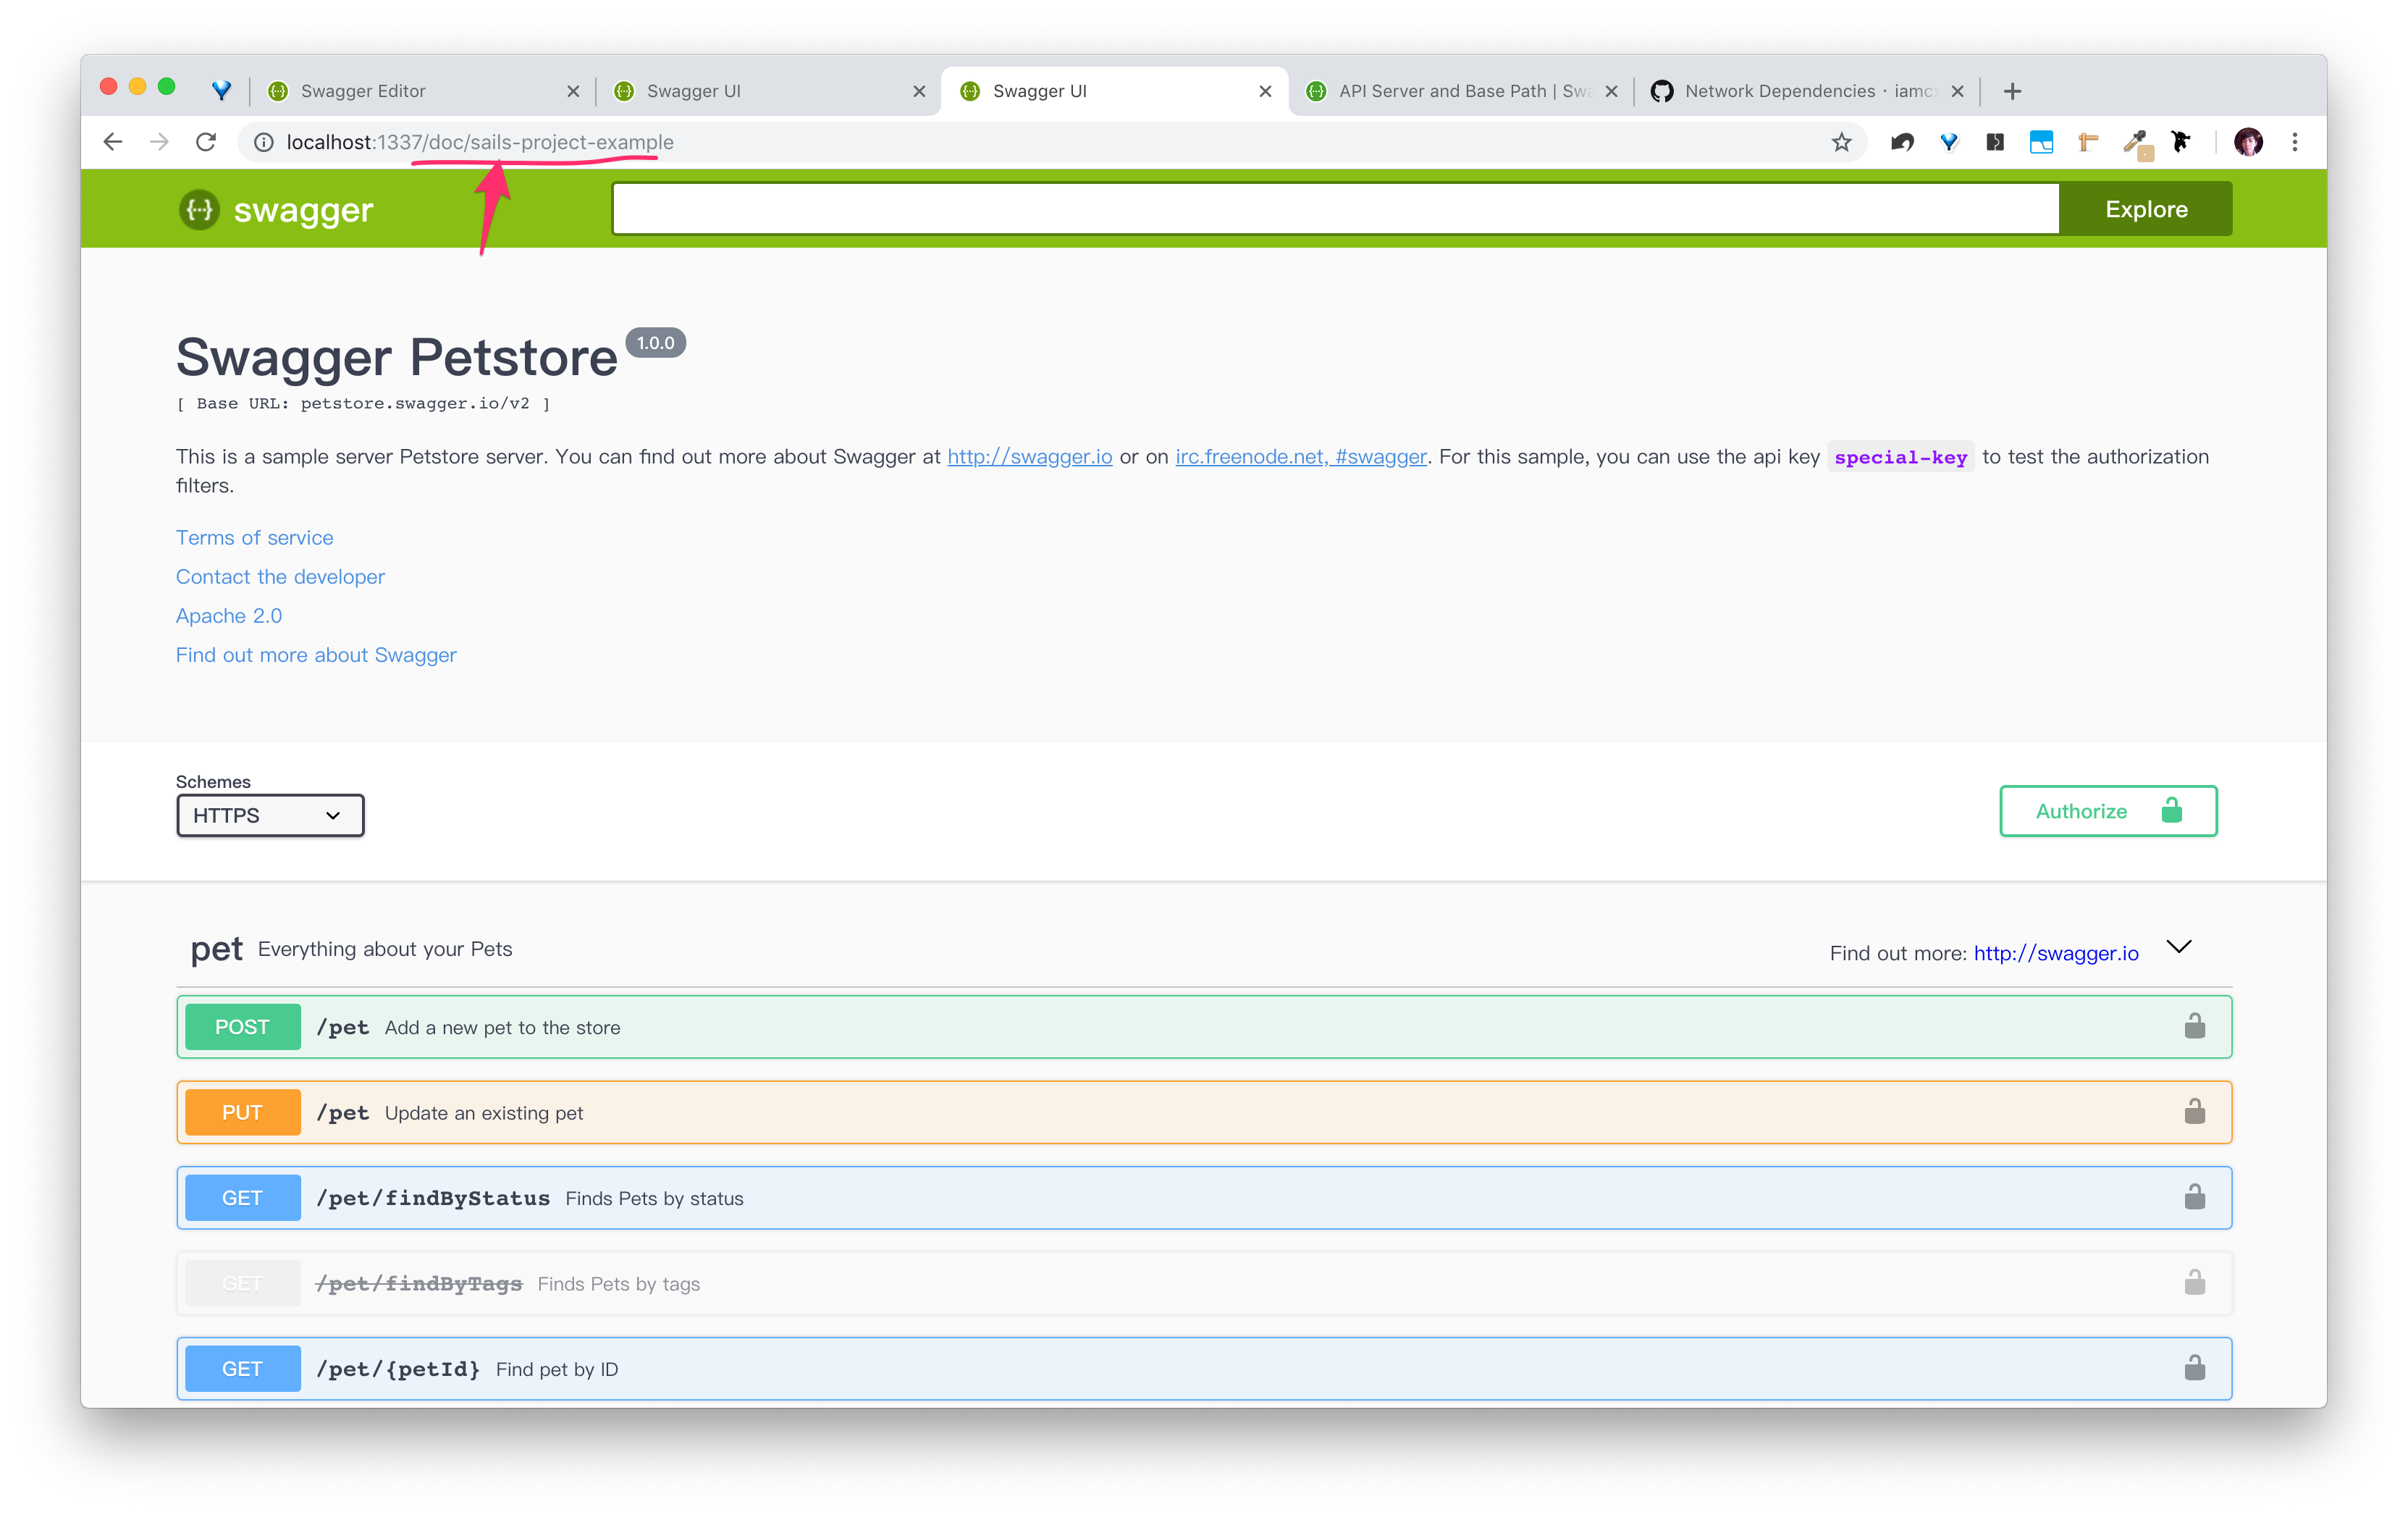 Swagger Editor
Swagger UI
Swagger UI
API Server and Base Path | Swa
Network Dependencies · iamc
localhost:1337/doc/sails-project-example
{···} swagger
Explore
Swagger Petstore 1.0.0
[ Base URL: petstore.swagger.io/v2 ]
This is a sample server Petstore server. You can find out more about Swagger at http://swagger.io or on irc.freenode.net, #swagger. For this sample, you can use the api key special-key to test the authorization
filters.
Terms of service
Contact the developer
Apache 2.0
Find out more about Swagger
Schemes
HTTPS
Authorize
pet Everything about your Pets
Find out more: http://swagger.io
POST /pet Add a new pet to the store
PUT /pet Update an existing pet
GET /pet/findByStatus Finds Pets by status
GET /pet/findByTags Finds Pets by tags
GET /pet/{petId} Find pet by ID